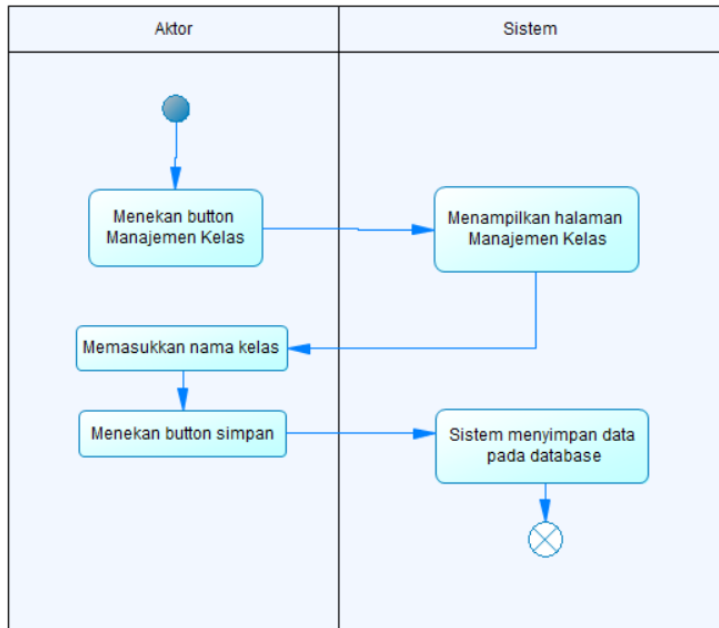 Aktor
Sistem
Menekan button
Manajemen Kelas
Menampilkan halaman
Manajemen Kelas
Memasukkan nama kelas
Menekan button simpan
Sistem menyimpan data
pada database